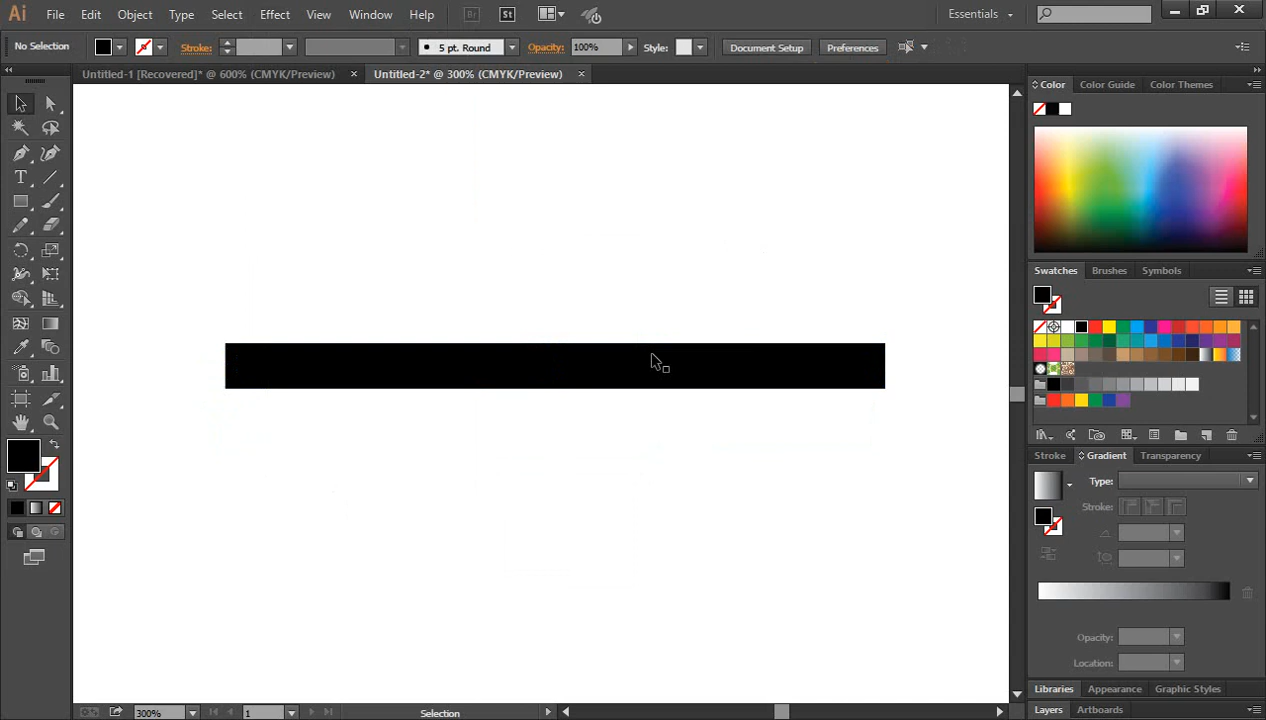 Ai File Edit Object Type Select Effect View Window Help Br St Essentials
No Selection Stroke: 5 pt. Round Opacity: 100% Style: Document Setup Preferences
Untitled-1 [Recovered]* @ 600% (CMYK/Preview) × Untitled-2* @ 300% (CMYK/Preview) ×
Color Color Guide Color Themes
Swatches Brushes Symbols
Stroke Gradient Transparency
Type:
Stroke:
Opacity:
Location:
Libraries Appearance Graphic Styles
Layers Artboards
300% 1 Selection